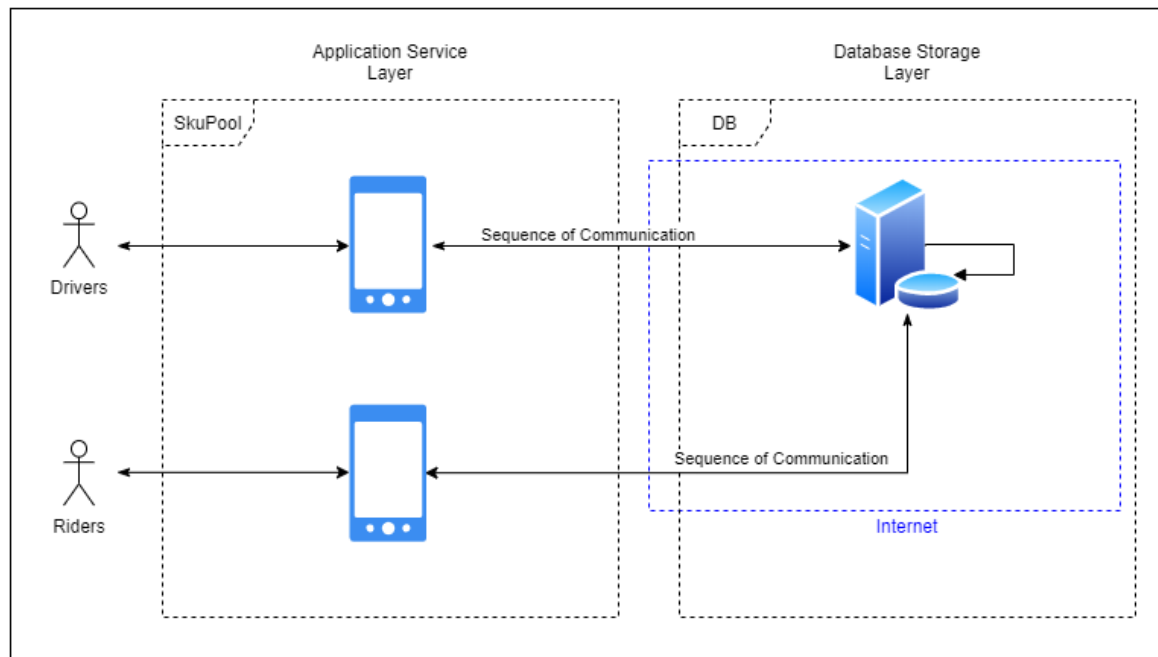 Application Service
Layer
Database Storage
Layer
SkuPool
DB
Sequence of Communication
Drivers
Sequence of Communication
Riders
Internet